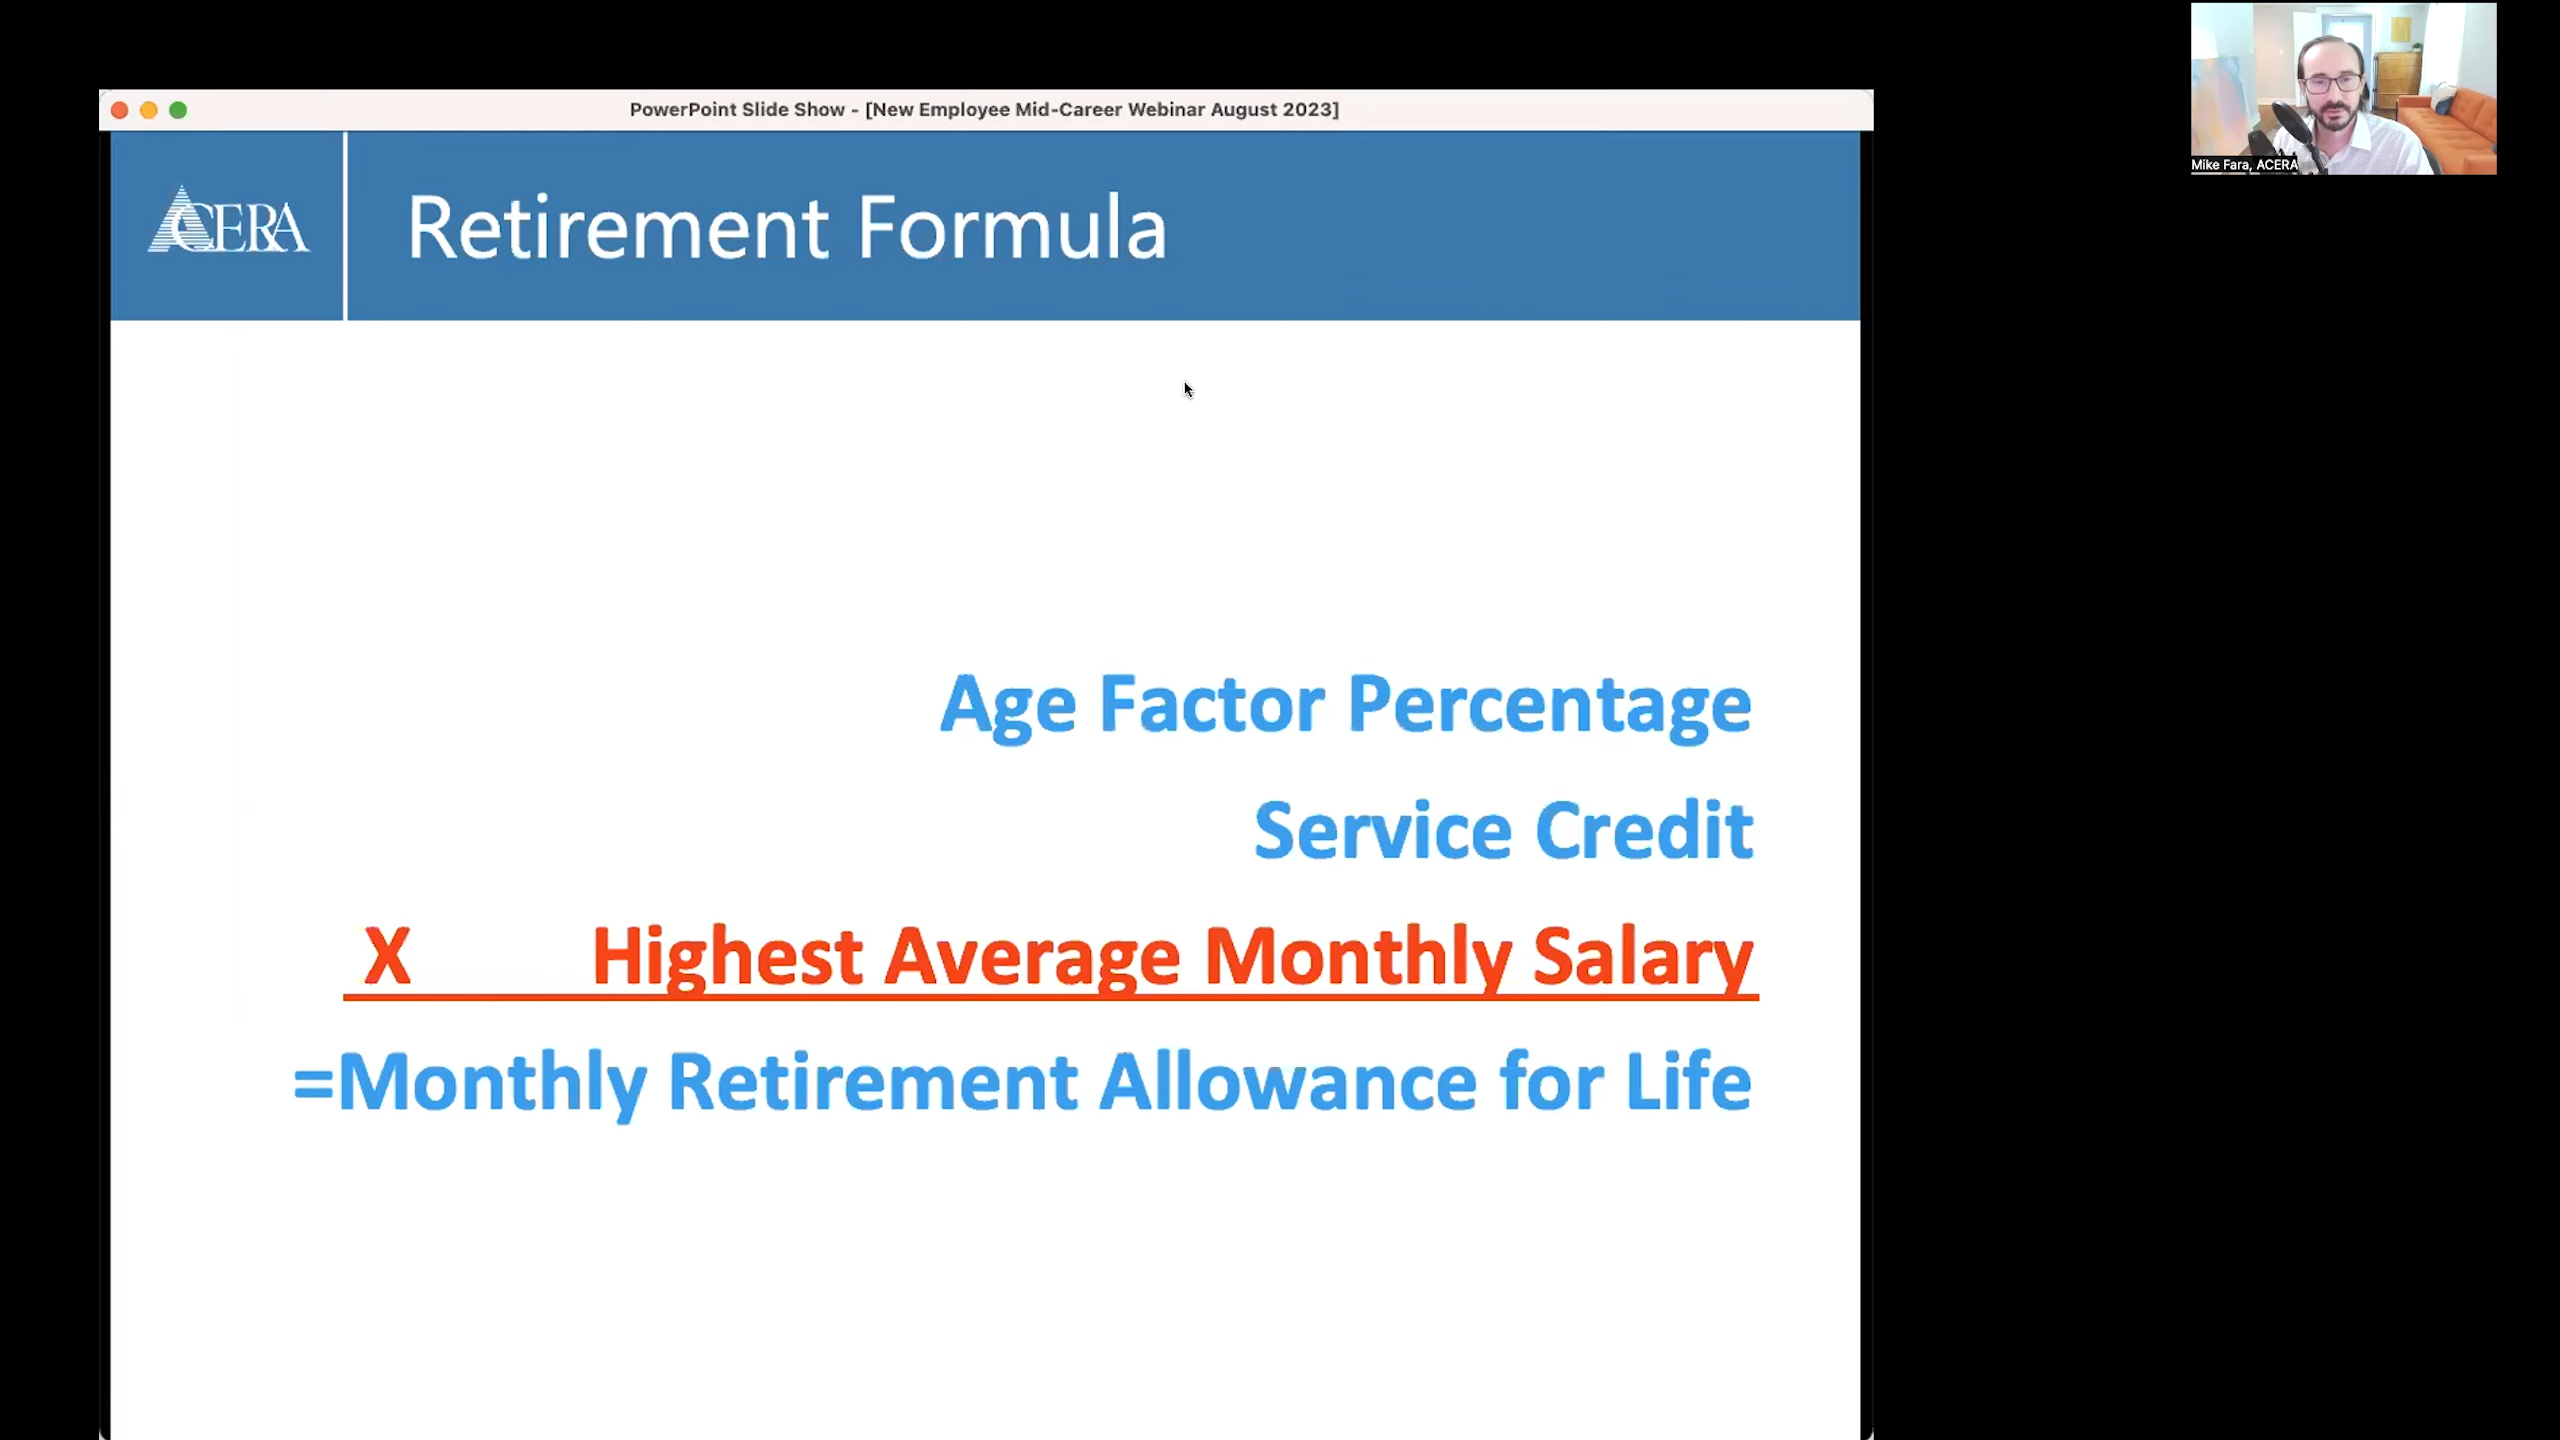 PowerPoint Slide Show - [New Employee Mid-Career Webinar August 2023]
Mike Fara, ACERA
ACERA
Retirement Formula
Age Factor Percentage
Service Credit
X Highest Average Monthly Salary
=Monthly Retirement Allowance for Life